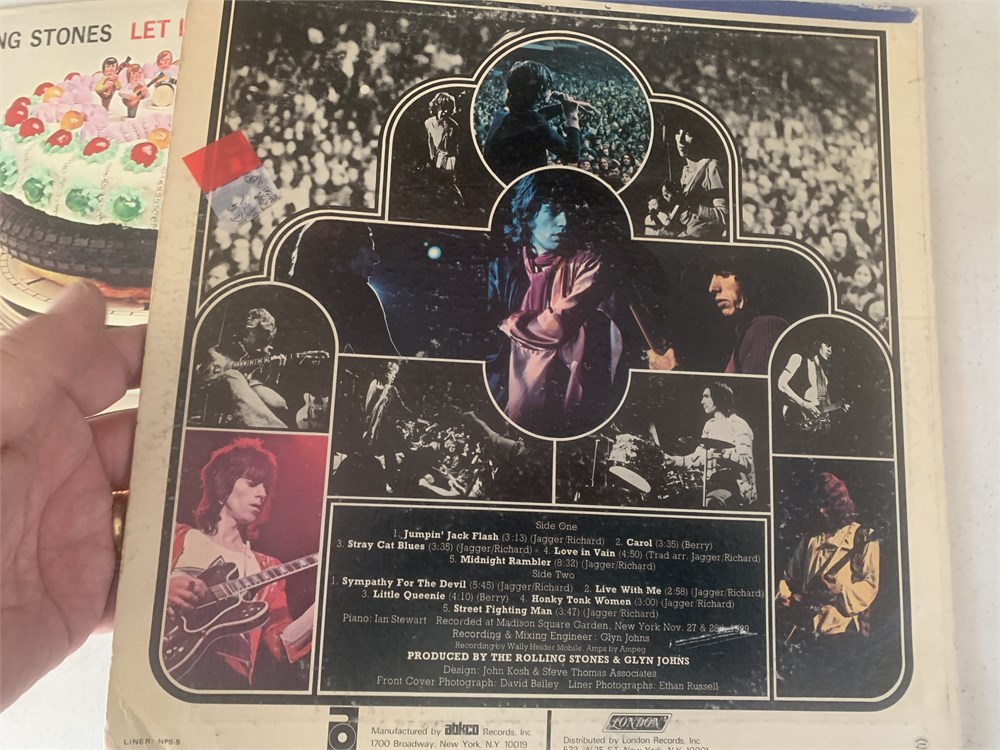 NG STONES LET I
Side One
1. Jumpin' Jack Flash (3:13) (Jagger/Richard) 2. Carol (3:35) (Berry)
3. Stray Cat Blues (3:35) (Jagger/Richard) 4. Love in Vain (4:50) (Trad arr. Jagger/Richard)
5. Midnight Rambler (8:32) (Jagger/Richard)
Side Two
1. Sympathy For The Devil (5:45) (Jagger/Richard) 2. Live With Me (2:58) (Jagger/Richard)
3. Little Queenie (4:10) (Berry) 4. Honky Tonk Women (3:00) (Jagger/Richard)
5. Street Fighting Man (3:47) (Jagger/Richard)
Piano: Ian Stewart Recorded at Madison Square Garden, New York Nov. 27 & 28th, 1969
Recording & Mixing Engineer: Glyn Johns
Recording by Wally Heider Mobile. Amps by Ampeg
PRODUCED BY THE ROLLING STONES & GLYN JOHNS
Design: John Kosh & Steve Thomas Associates
Front Cover Photograph: David Bailey Liner Photographs: Ethan Russell
LINER: NPS-5
Manufactured by abkco Records, Inc
1700 Broadway, New York, N.Y. 10019
LONDON
Distributed by London Records, Inc